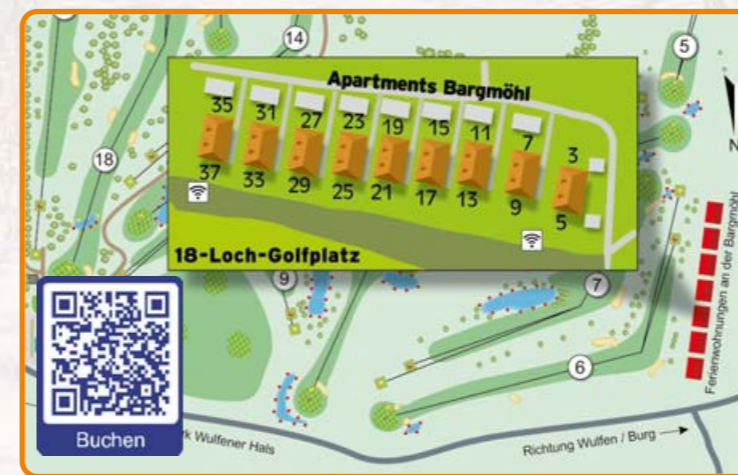 14
5
Apartments Bargmöhl
35 31 27 23 19 15 11 7 3
18
37 33 29 25 21 17 13 9 5
N
18-Loch-Golfplatz
9
7
6
Ferienwohnungen an der Bargmöhl
Buchen
Wulfener Hals
Richtung Wulfen / Burg